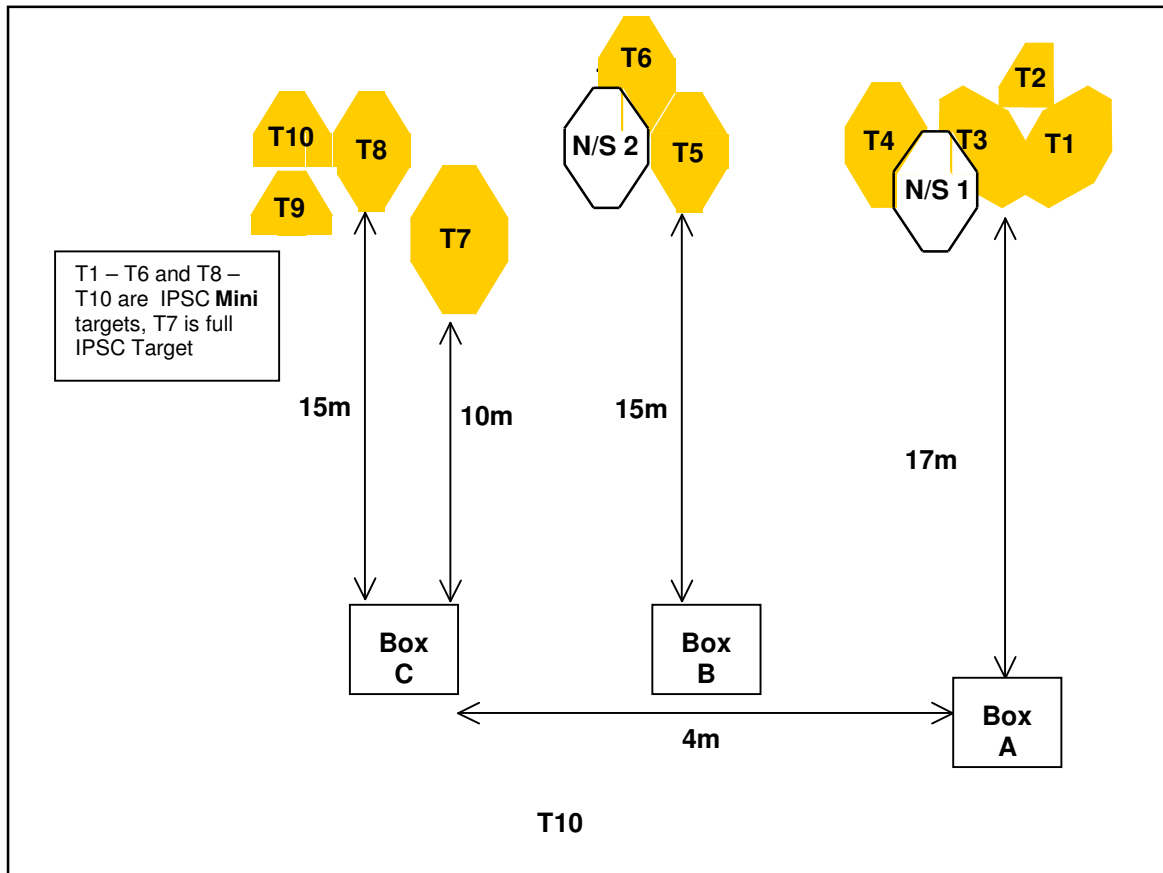 T6
T2
T10
T8
T4
T3
T1
N/S 2
T5
N/S 1
T9
T7
T1 – T6 and T8 –
T10 are IPSC Mini
targets, T7 is full
IPSC Target
15m
10m
15m
17m
Box
C
Box
B
Box
A
4m
T10